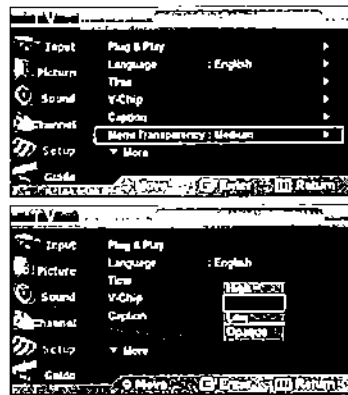 Input
Plug & Play
Picture
Language : English
Time
Sound
V-Chip
Channel
Caption
Menu Transparency : Medium
Setup
▼ More
Guide
Move Enter Return
Input
Plug & Play
Picture
Language : English
Time
High
Sound
V-Chip
Channel
Caption
Low
Opaque
Setup
▼ More
Guide
Move Enter Return